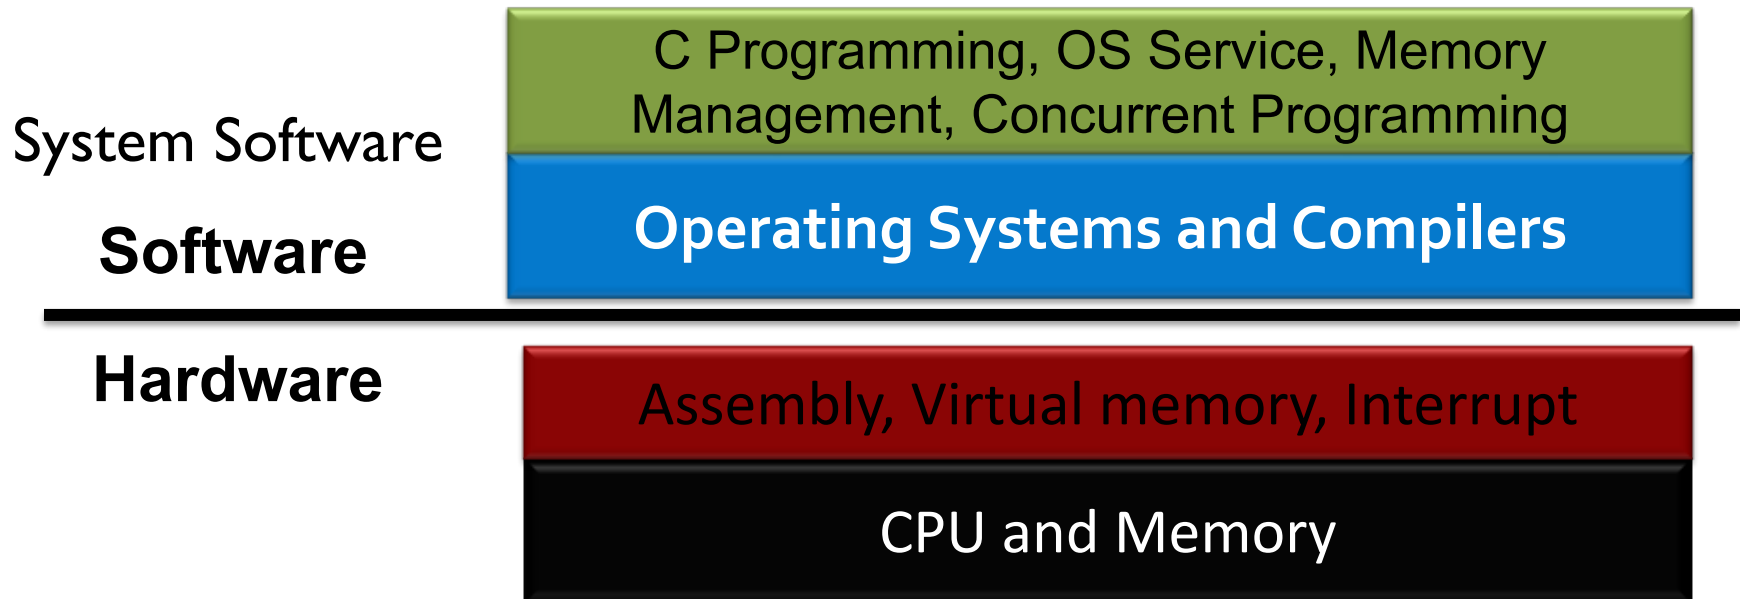 C Programming, OS Service, Memory
Management, Concurrent Programming
System Software
Operating Systems and Compilers
Software
Hardware
Assembly, Virtual memory, Interrupt
CPU and Memory